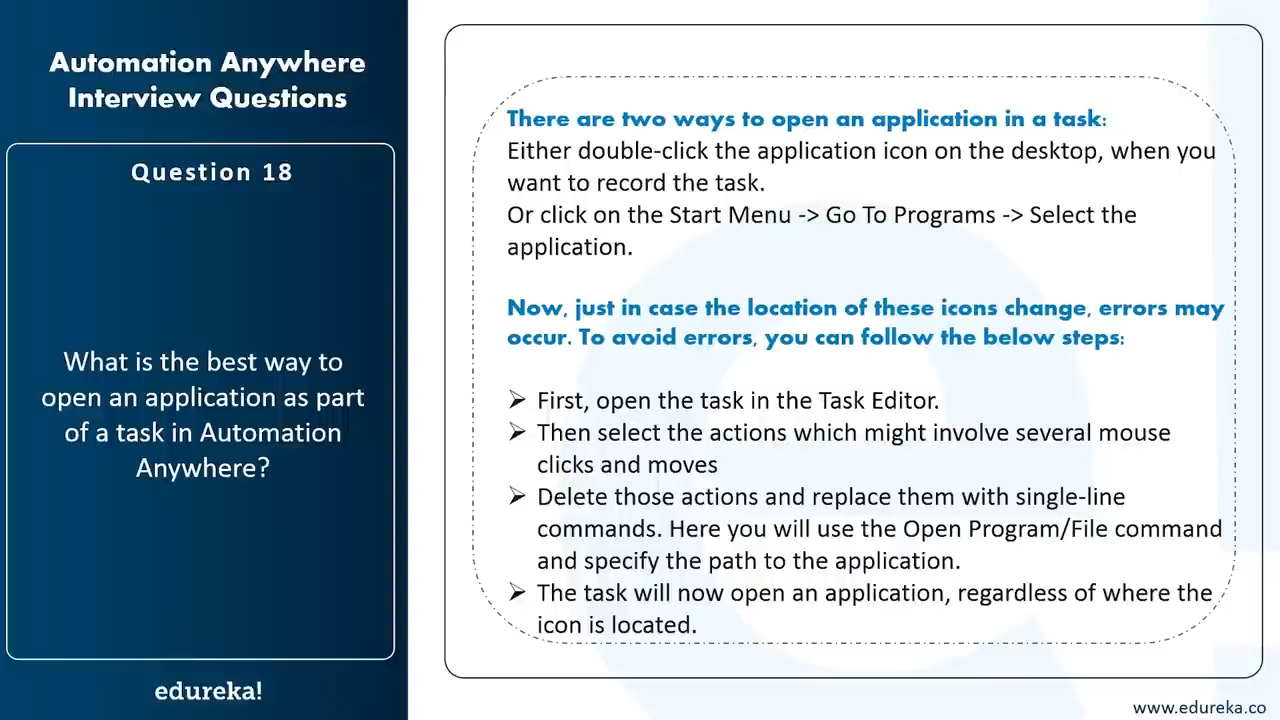 Automation Anywhere
Interview Questions
Question 18
What is the best way to
open an application as part
of a task in Automation
Anywhere?
edureka!
There are two ways to open an application in a task:
Either double-click the application icon on the desktop, when you
want to record the task.
Or click on the Start Menu -> Go To Programs -> Select the
application.
Now, just in case the location of these icons change, errors may
occur. To avoid errors, you can follow the below steps:
➢ First, open the task in the Task Editor.
➢ Then select the actions which might involve several mouse
clicks and moves
➢ Delete those actions and replace them with single-line
commands. Here you will use the Open Program/File command
and specify the path to the application.
➢ The task will now open an application, regardless of where the
icon is located.
www.edureka.co